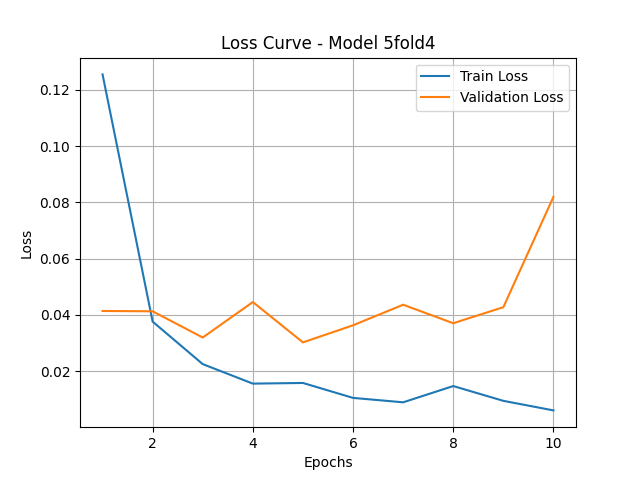 Loss Curve - Model 5fold4
Train Loss
Validation Loss
0.12
0.10
0.08
0.06
0.04
0.02
Loss
2 4 6 8 10
Epochs